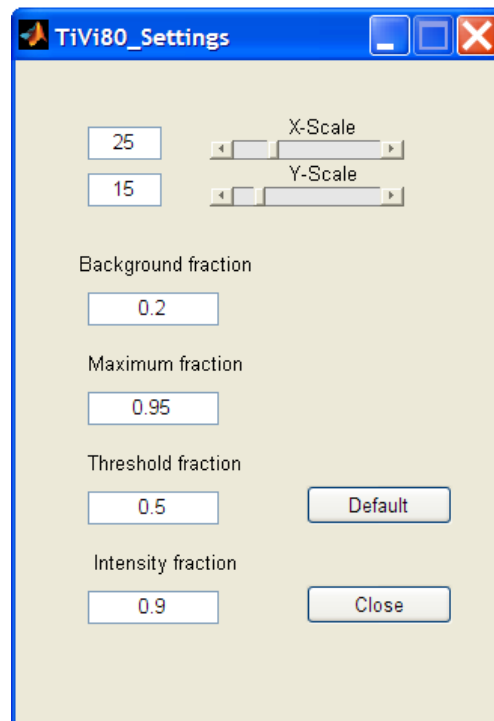 TiVi80_Settings
25
X-Scale
15
Y-Scale
Background fraction
0.2
Maximum fraction
0.95
Threshold fraction
0.5
Default
Intensity fraction
0.9
Close